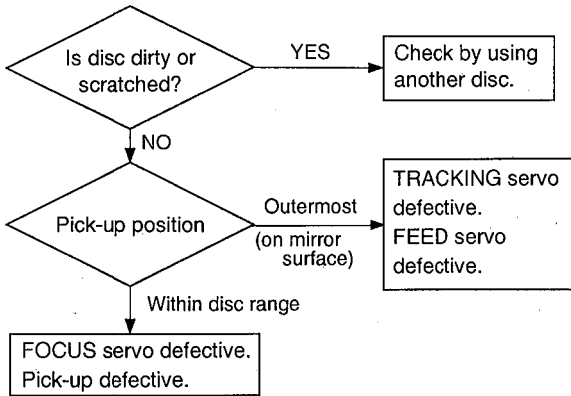 Is disc dirty or
scratched?
YES
Check by using
another disc.
NO
Pick-up position
Outermost
(on mirror
surface)
TRACKING servo
defective.
FEED servo
defective.
Within disc range
FOCUS servo defective.
Pick-up defective.